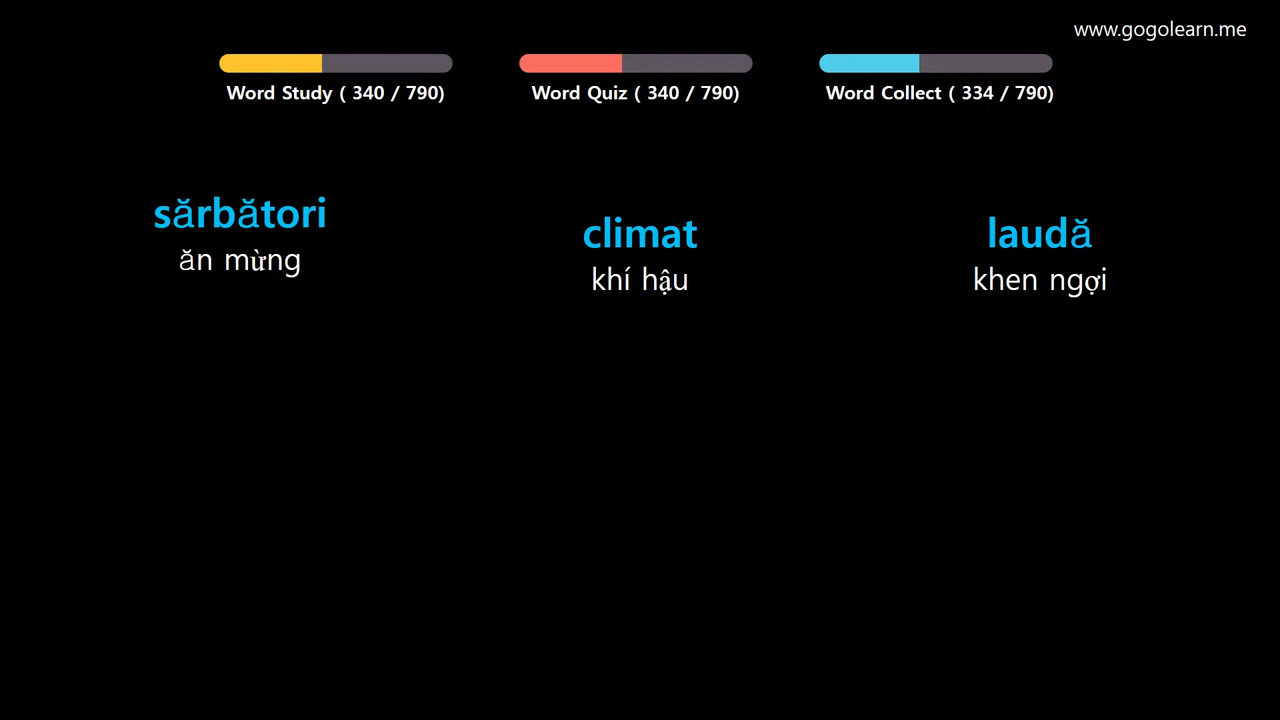 www.gogolearn.me
Word Study ( 340 / 790)
Word Quiz ( 340 / 790)
Word Collect ( 334 / 790)
sărbători
ăn mừng
climat
khí hậu
laudă
khen ngợi